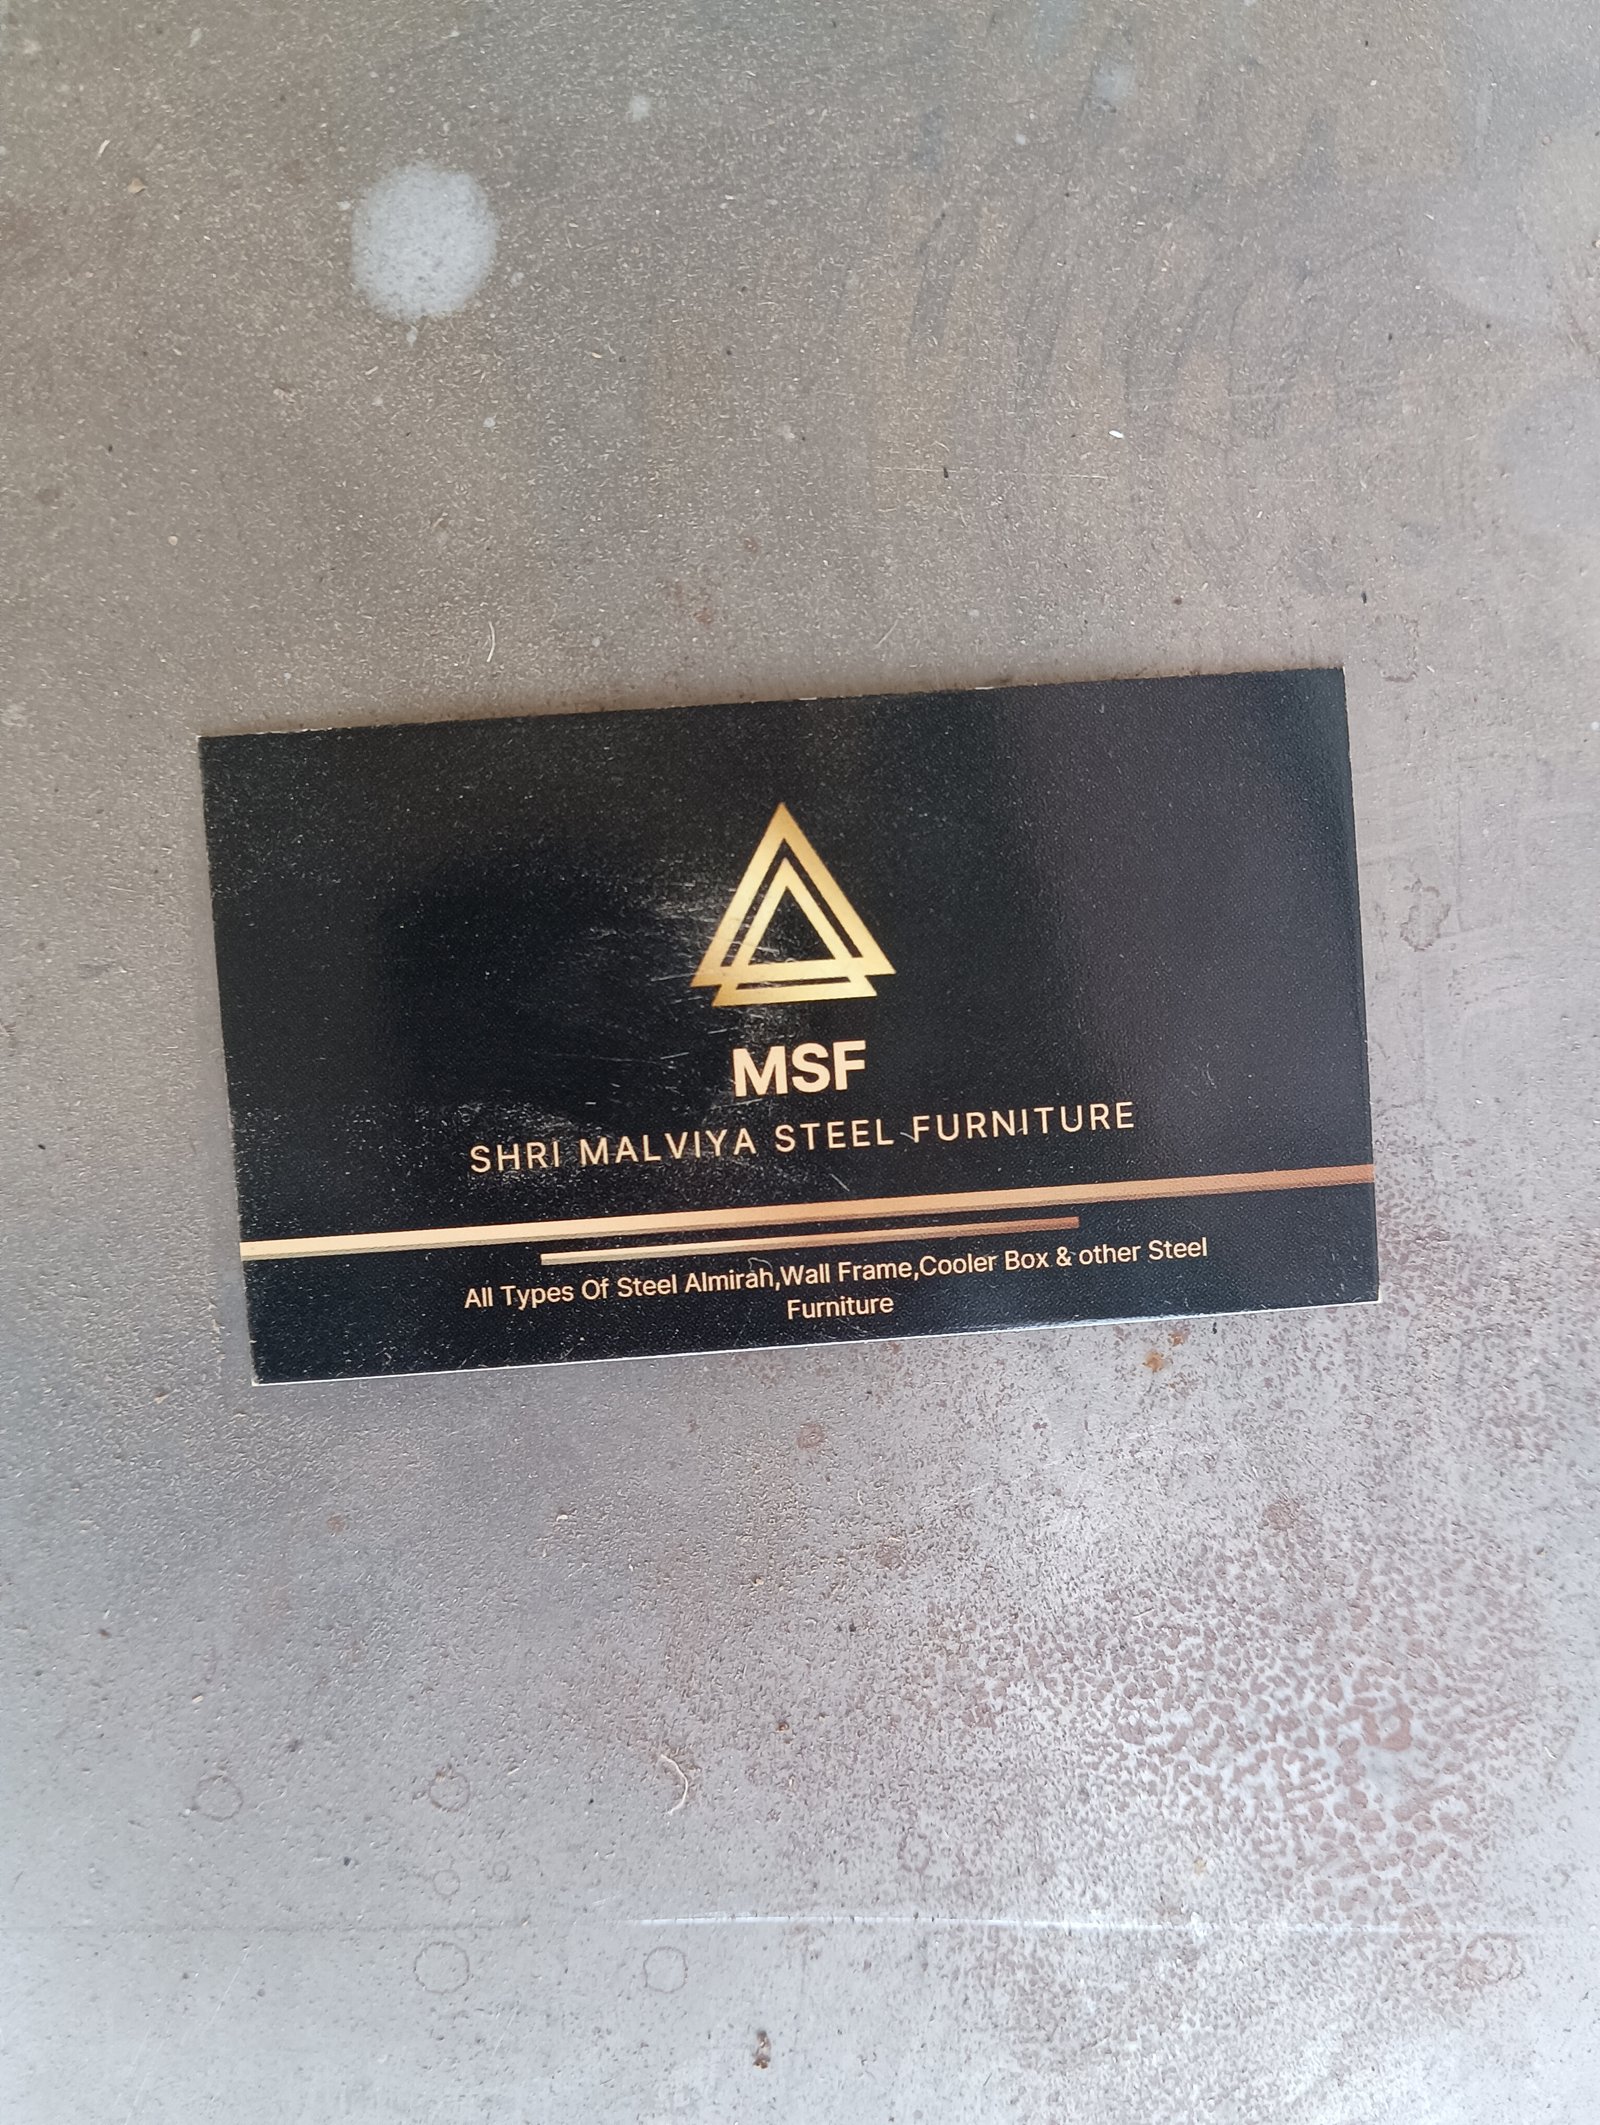 MSF
SHRI MALVIYA STEEL FURNITURE
All Types Of Steel Almirah,Wall Frame,Cooler Box & other Steel
Furniture